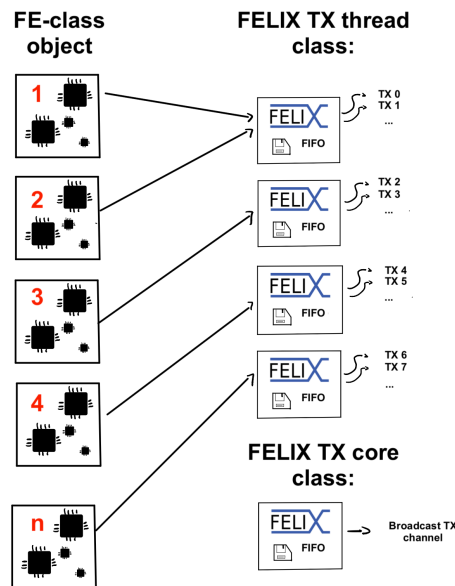 FE-class
object
FELIX TX thread
class:
1
2
3
4
n
FELIX
FIFO
TX 0
TX 1
...
FELIX
FIFO
TX 2
TX 3
...
FELIX
FIFO
TX 4
TX 5
...
FELIX
FIFO
TX 6
TX 7
...
FELIX TX core
class:
FELIX
FIFO
Broadcast TX
channel